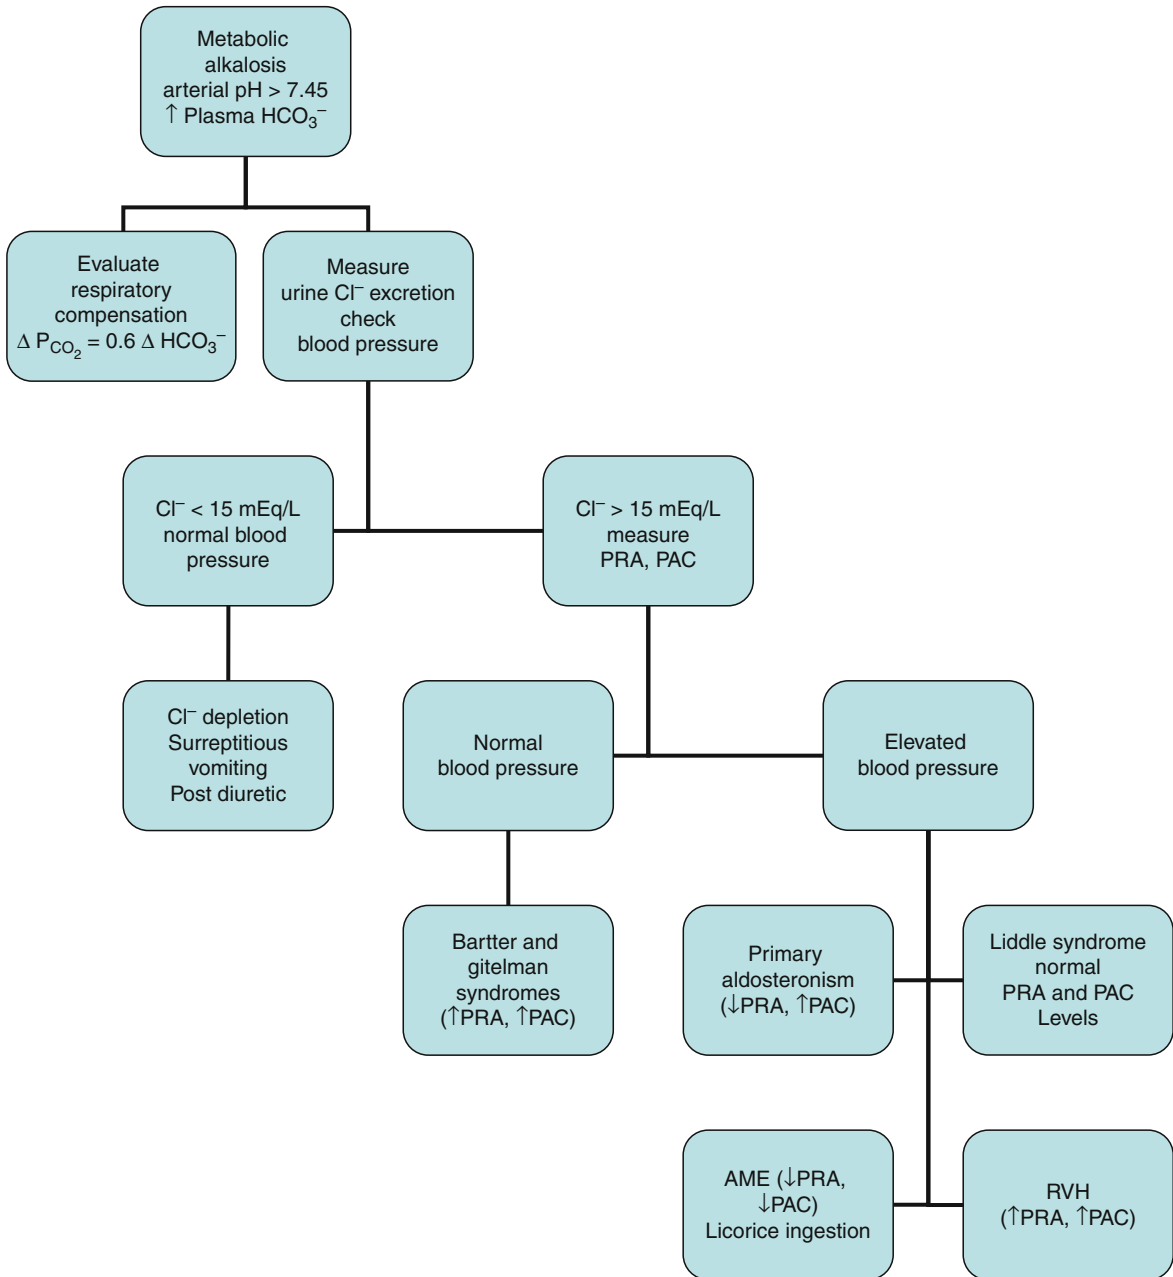 Metabolic
alkalosis
arterial pH > 7.45
↑ Plasma HCO₃⁻
Evaluate
respiratory
compensation
Δ P_CO₂ = 0.6 Δ HCO₃⁻
Measure
urine Cl⁻ excretion
check
blood pressure
Cl⁻ < 15 mEq/L
normal blood
pressure
Cl⁻ > 15 mEq/L
measure
PRA, PAC
Cl⁻ depletion
Surreptitious
vomiting
Post diuretic
Normal
blood pressure
Elevated
blood pressure
Bartter and
gitelman
syndromes
(↑PRA, ↑PAC)
Primary
aldosteronism
(↓PRA, ↑PAC)
Liddle syndrome
normal
PRA and PAC
Levels
AME (↓PRA,
↓PAC)
Licorice ingestion
RVH
(↑PRA, ↑PAC)